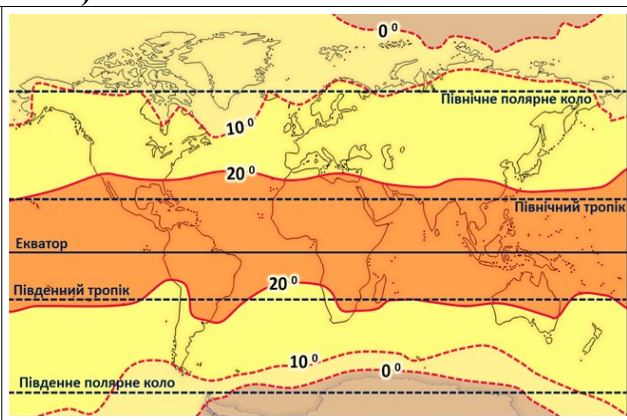 0⁰
Північне полярне коло
10⁰
20⁰
Північний тропік
Екватор
20⁰
Південний тропік
10⁰
0⁰
Південне полярне коло